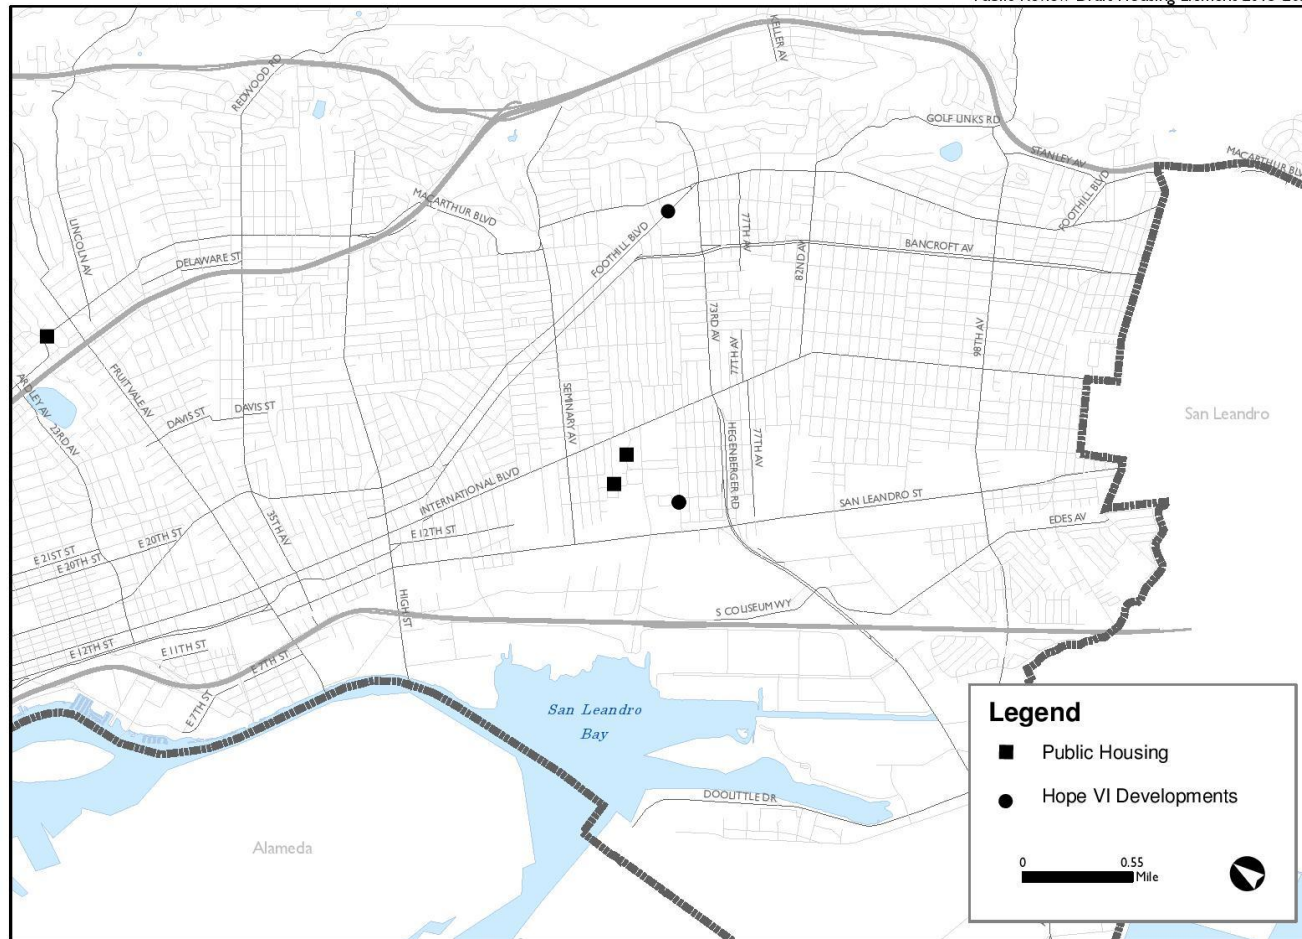 KELLER AV
REDWOOD RD
GOLF LINKS RD
STANLEY AV
MACARTHUR BLV
FOOTHILL BLVD
MACARTHUR BLVD
LINCOLN AV
DELAWARE ST
FOOTHILL BLVD
77TH AV
82ND AV
BANCROFT AV
73RD AV
77TH AV
98TH AV
ARDLEY AV
23RD AV
FRUITVALE AV
DAVIS ST
DAVIS ST
SEMINARY AV
HEGENBERGER RD
77TH AV
San Leandro
INTERNATIONAL BLVD
SAN LEANDRO ST
EDES AV
35TH AV
E 12TH ST
E 21ST ST
E 20TH ST
E 20TH ST
HIGH ST
S COLISEUM WY
E 12TH ST
E 11TH ST
E 7TH ST
E 7TH ST
San Leandro
Bay
DOOLITTLE DR
Alameda
Legend
Public Housing
Hope VI Developments
0 0.55
Mile